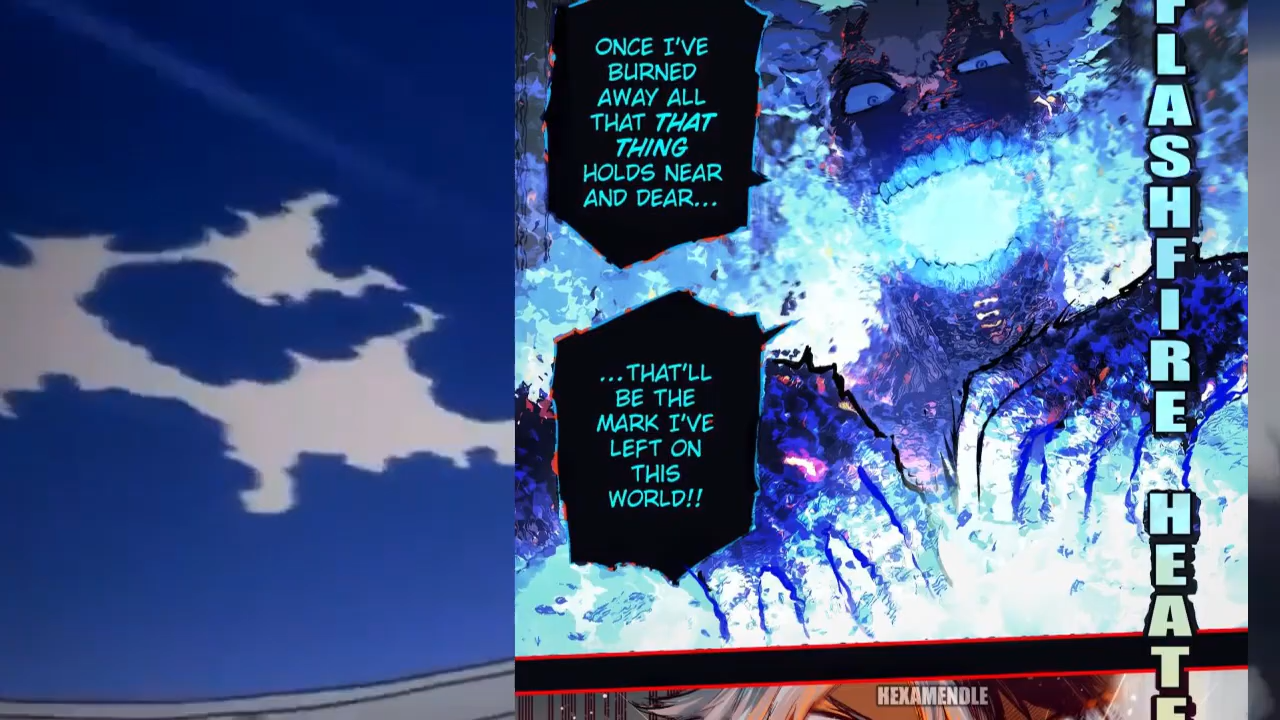 ONCE I'VE
BURNED
AWAY ALL
THAT THAT
THING
HOLDS NEAR
AND DEAR...
...THAT'LL
BE THE
MARK I'VE
LEFT ON
THIS
WORLD!!
FLASHFIRE HEATE
HEXAMENDLE